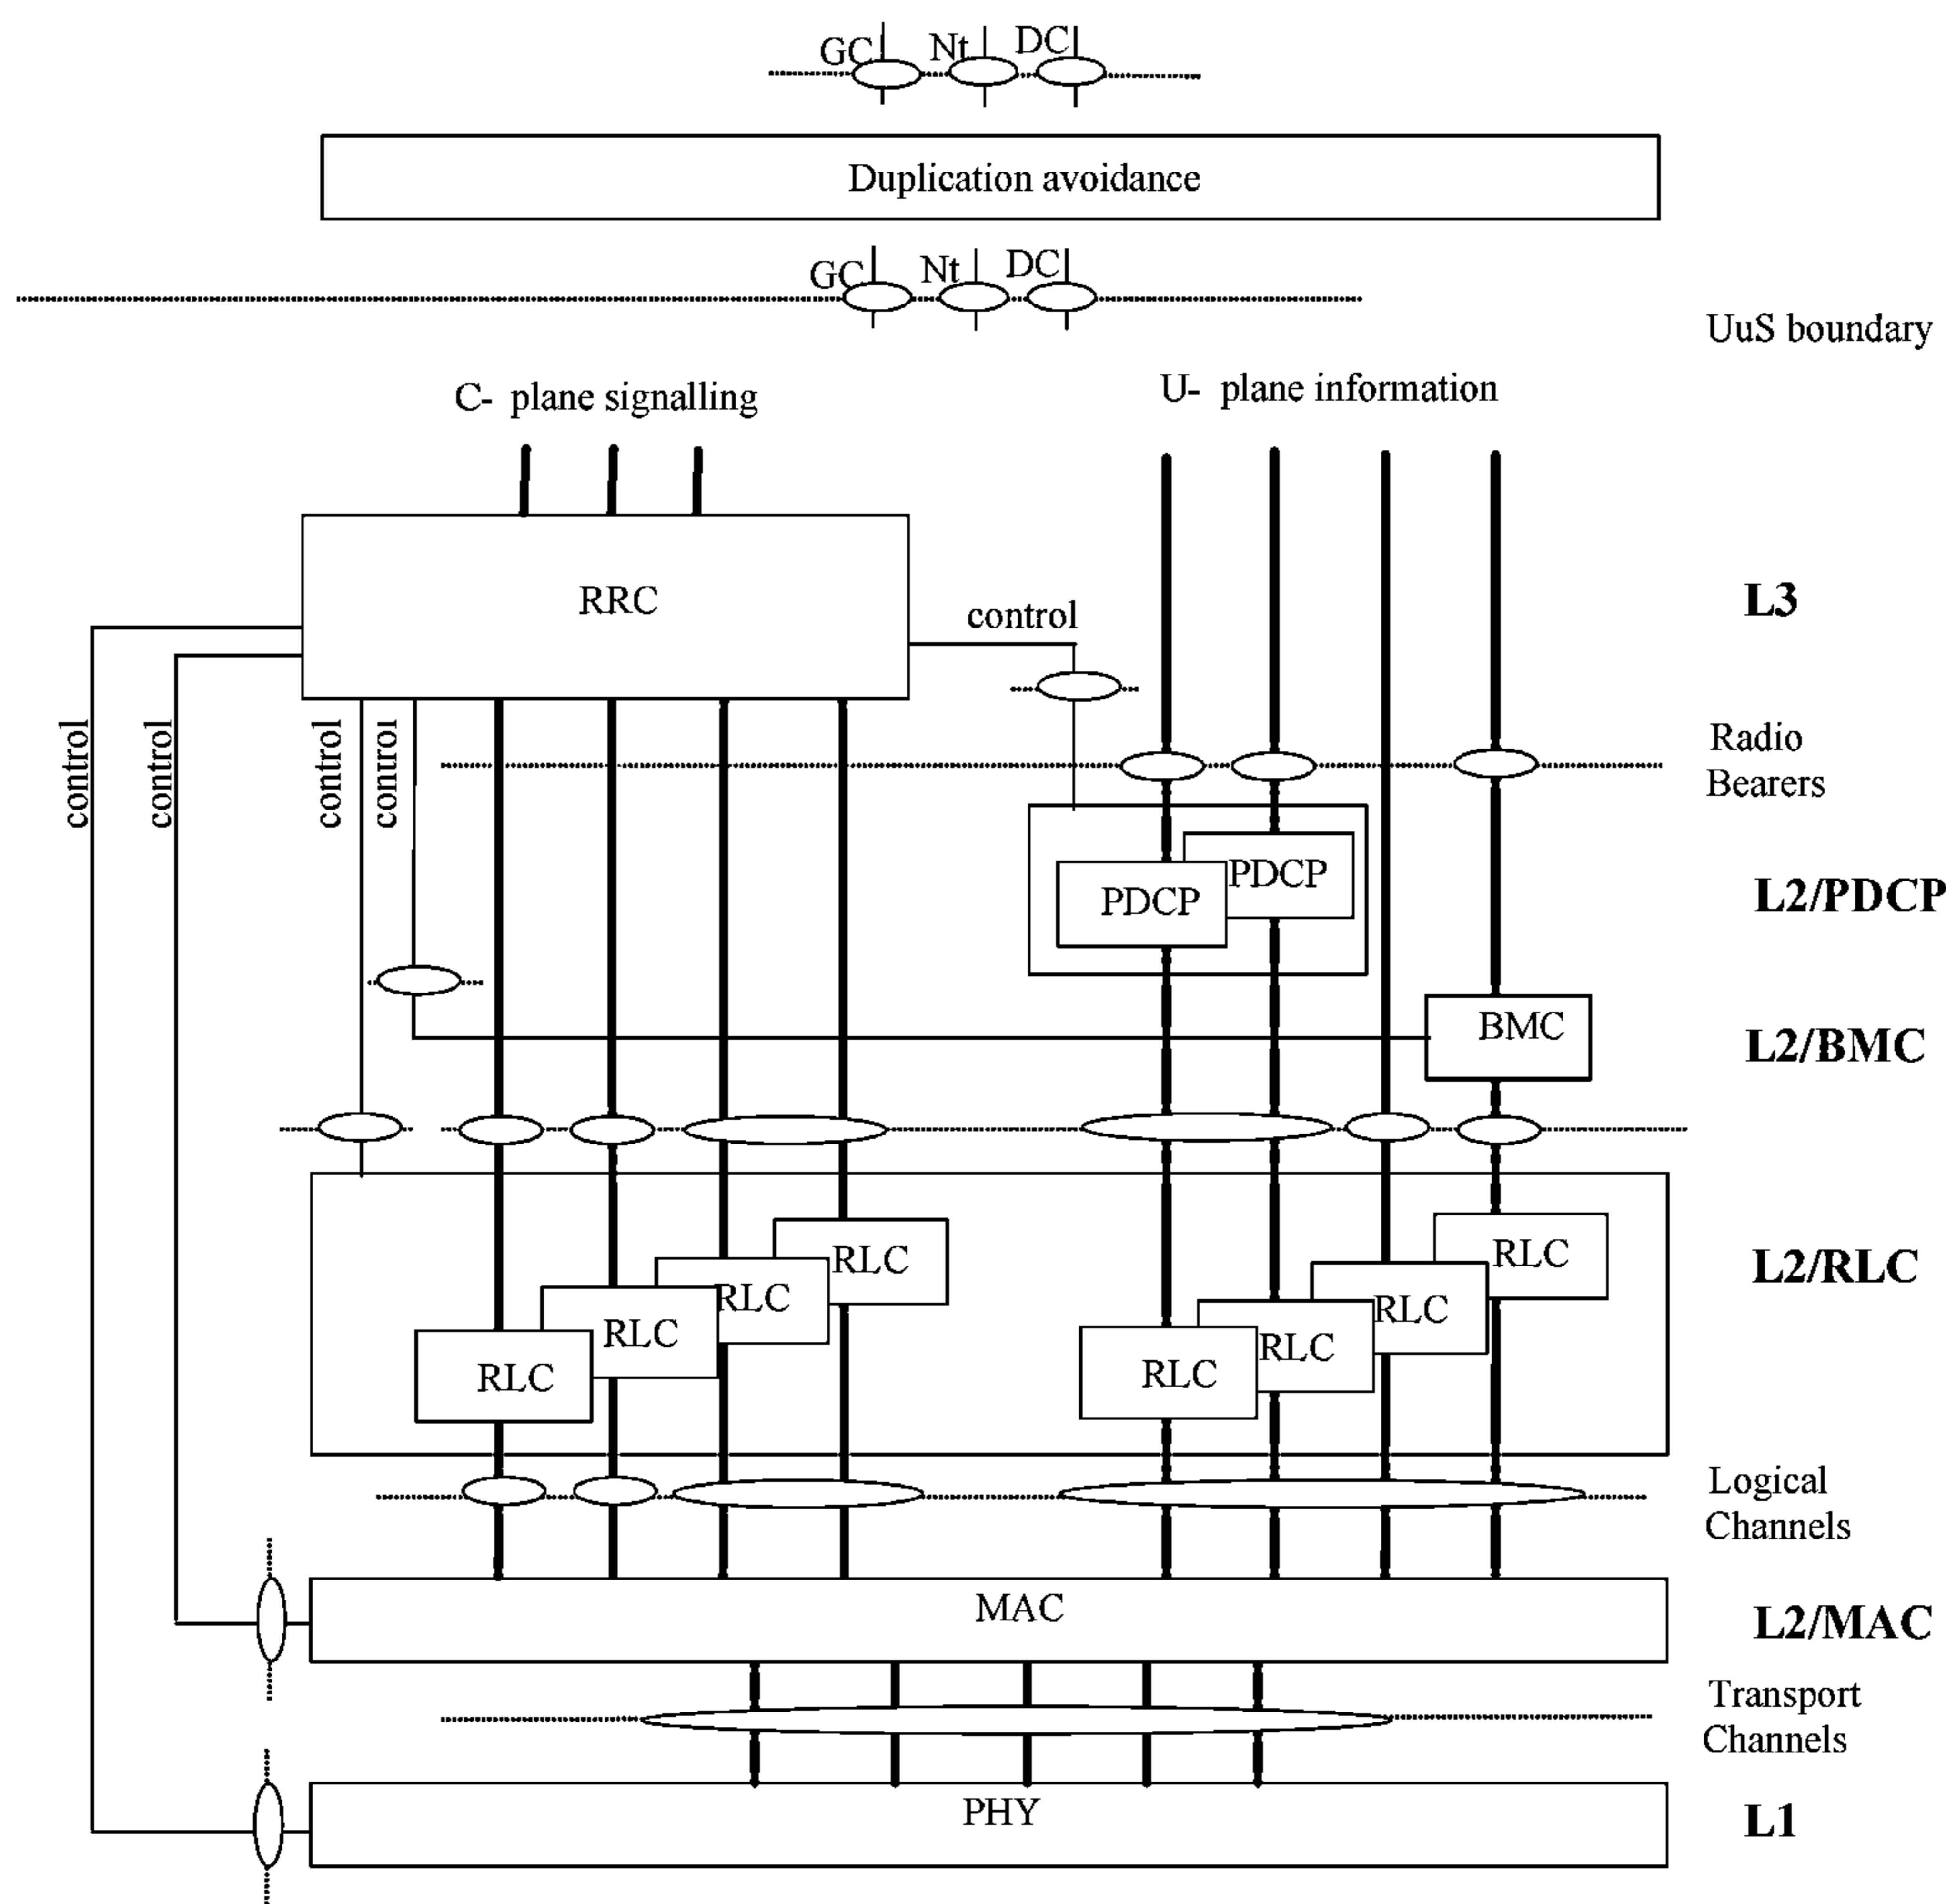 GC Nt DC
Duplication avoidance
GC Nt DC
UuS boundary
C- plane signalling
U- plane information
RRC
control
L3
control
control
control
conurol
Radio
Bearers
PDCP
PDCP
L2/PDCP
BMC
L2/BMC
RLC
RLC
RLC
RLC
RLC
RLC
RLC
RLC
L2/RLC
Logical
Channels
MAC
L2/MAC
Transport
Channels
PHY
L1